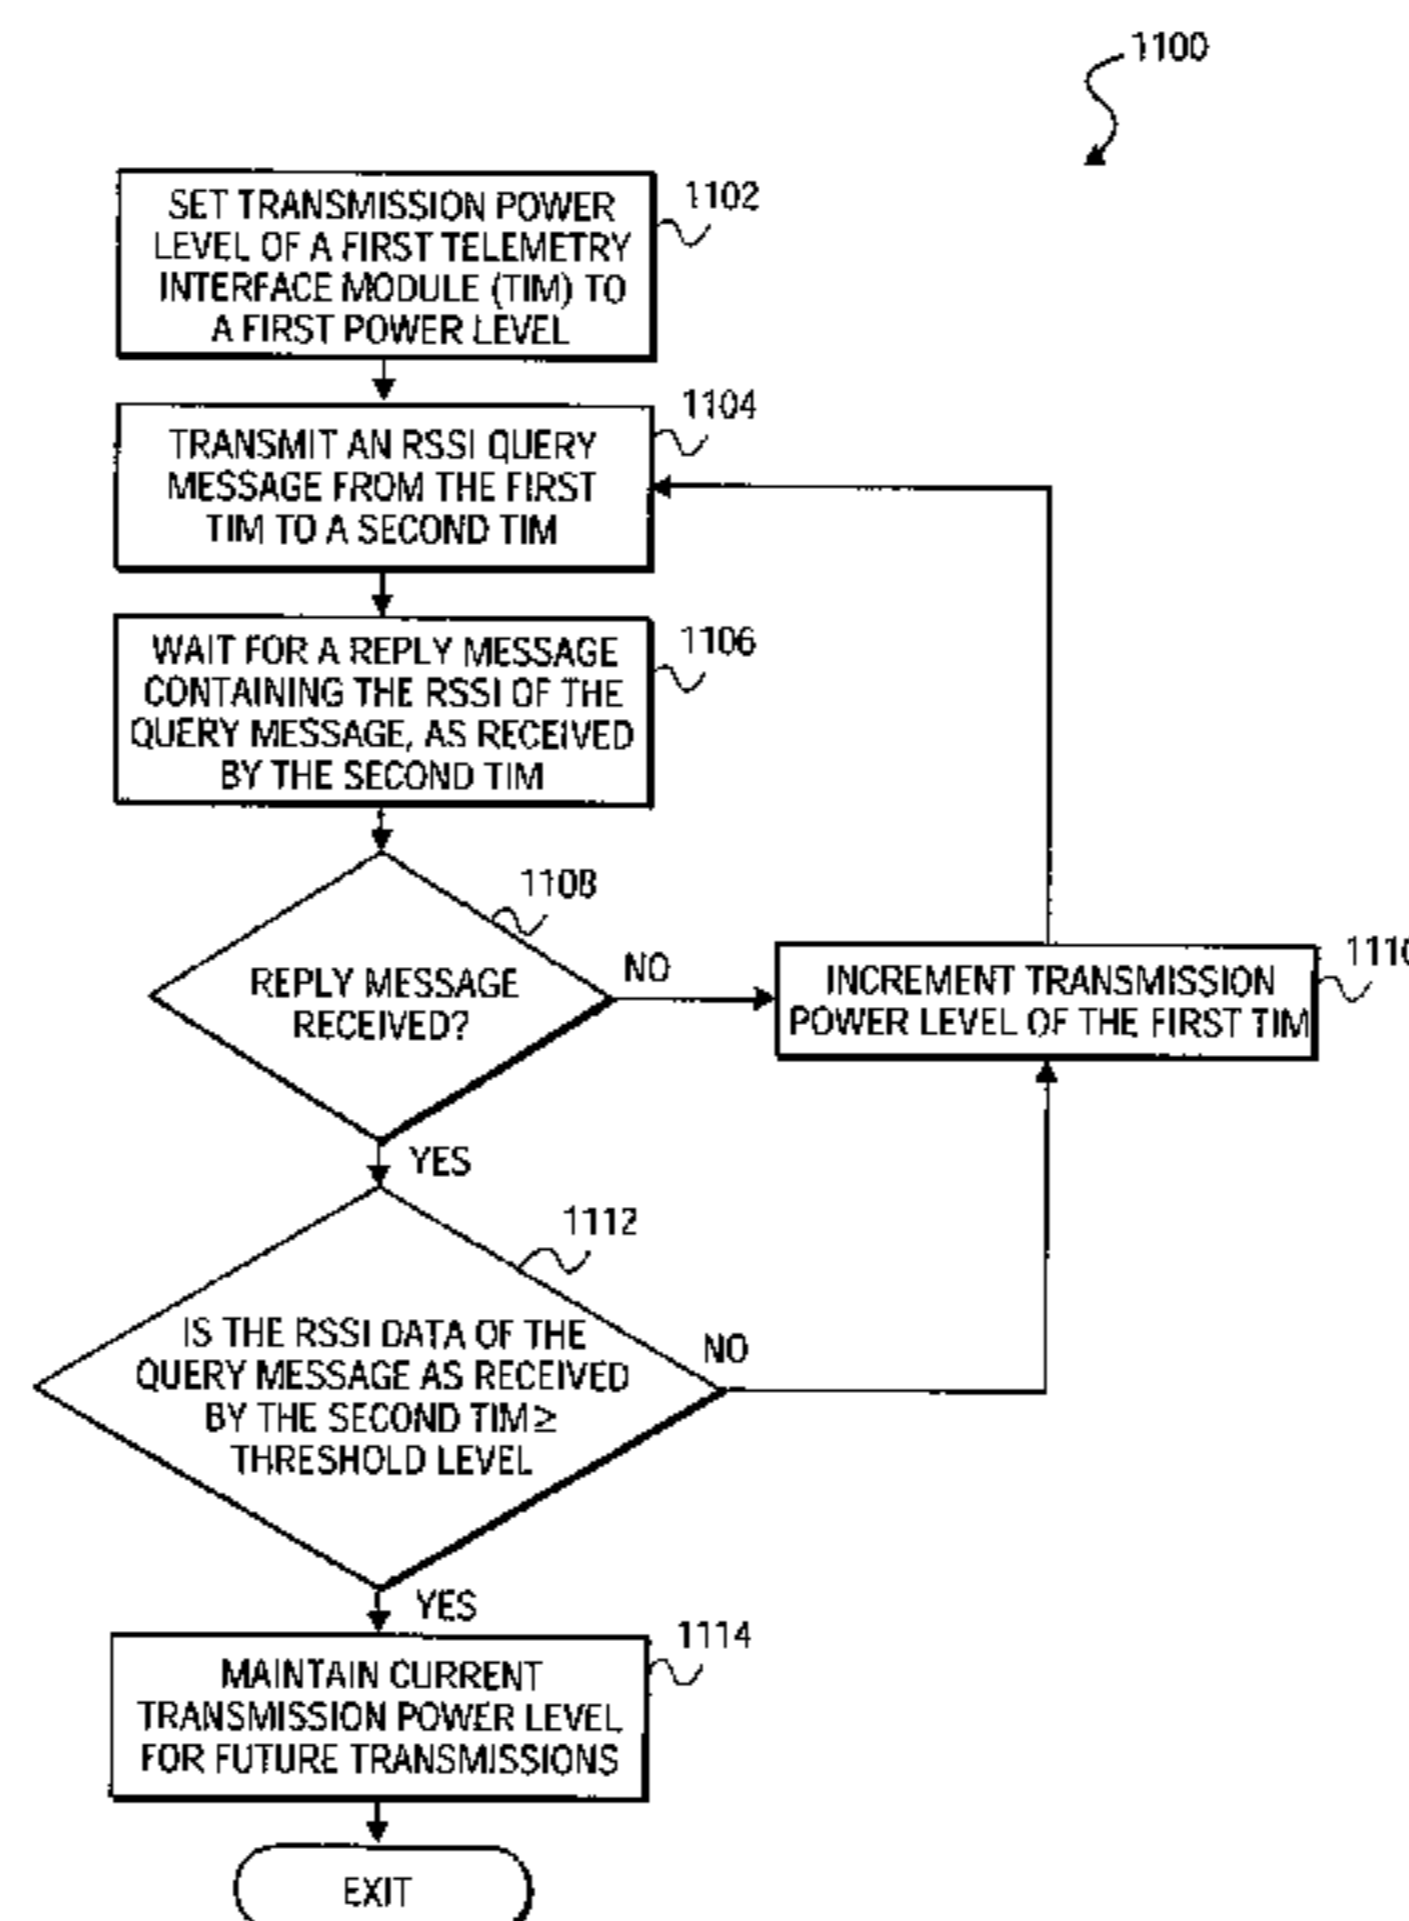 1100
1102
SET TRANSMISSION POWER
LEVEL OF A FIRST TELEMETRY
INTERFACE MODULE (TIM) TO
A FIRST POWER LEVEL
1104
TRANSMIT AN RSSI QUERY
MESSAGE FROM THE FIRST
TIM TO A SECOND TIM
1106
WAIT FOR A REPLY MESSAGE
CONTAINING THE RSSI OF THE
QUERY MESSAGE, AS RECEIVED
BY THE SECOND TIM
1108
REPLY MESSAGE
RECEIVED?
NO
1110
INCREMENT TRANSMISSION
POWER LEVEL OF THE FIRST TIM
YES
1112
IS THE RSSI DATA OF THE
QUERY MESSAGE AS RECEIVED
BY THE SECOND TIM ≥
THRESHOLD LEVEL
NO
YES
1114
MAINTAIN CURRENT
TRANSMISSION POWER LEVEL
FOR FUTURE TRANSMISSIONS
EXIT